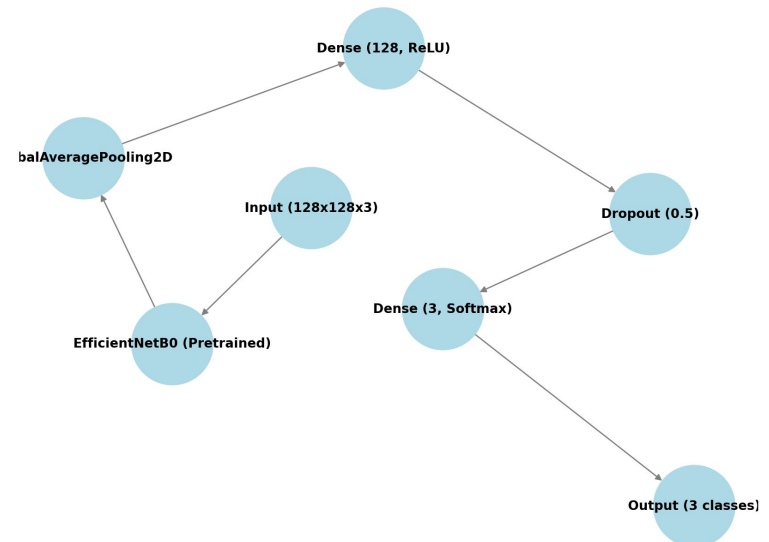 Dense (128, ReLU)
balAveragePooling2D
Input (128x128x3)
Dropout (0.5)
Dense (3, Softmax)
EfficientNetB0 (Pretrained)
Output (3 classes)